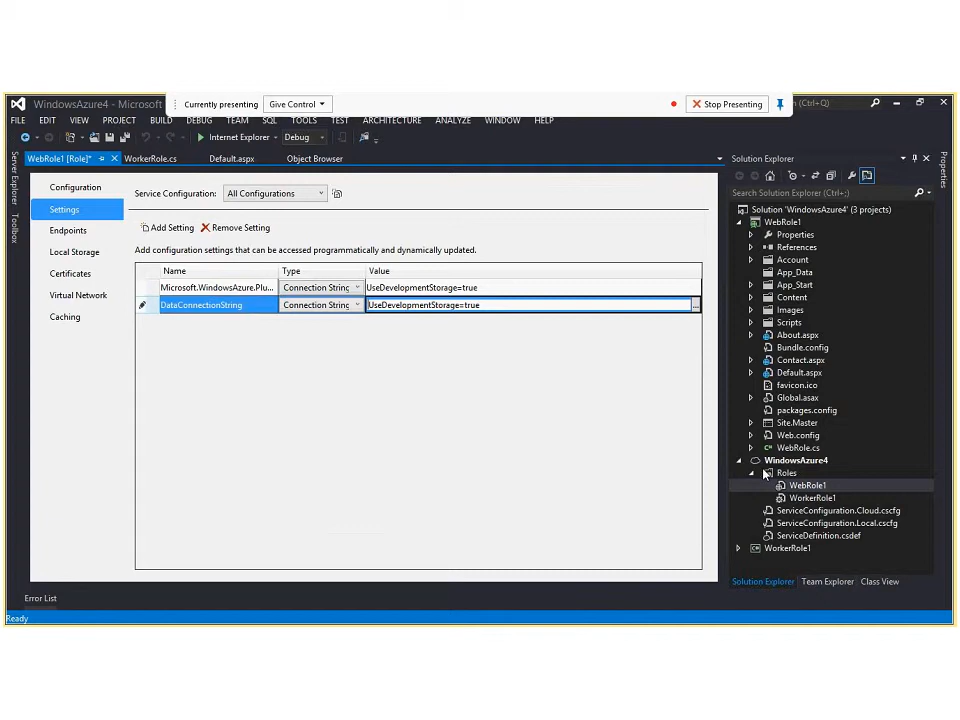 Currently presenting
Give Control
Stop Presenting
WindowsAzure4 - Microsoft
(Ctrl+Q)
FILE EDIT VIEW PROJECT BUILD DEBUG TEAM SQL TOOLS TEST ARCHITECTURE ANALYZE WINDOW HELP
Internet Explorer
Debug
Server Explorer
Toolbox
WebRole1 [Role]*
WorkerRole.cs
Default.aspx
Object Browser
Configuration
Settings
Endpoints
Local Storage
Certificates
Virtual Network
Caching
Service Configuration:
All Configurations
Add Setting
Remove Setting
Add configuration settings that can be accessed programmatically and dynamically updated.
Name Type Value
Microsoft.WindowsAzure.Plu... Connection String UseDevelopmentStorage=true
DataConnectionString Connection String UseDevelopmentStorage=true ...
Solution Explorer
Search Solution Explorer (Ctrl+;)
Solution 'WindowsAzure4' (3 projects)
WebRole1
Properties
References
Account
App_Data
App_Start
Content
Images
Scripts
About.aspx
Bundle.config
Contact.aspx
Default.aspx
favicon.ico
Global.asax
packages.config
Site.Master
Web.config
C# WebRole.cs
WindowsAzure4
Roles
WebRole1
WorkerRole1
ServiceConfiguration.Cloud.cscfg
ServiceConfiguration.Local.cscfg
ServiceDefinition.csdef
C# WorkerRole1
Solution Explorer
Team Explorer
Class View
Properties
Error List
Ready